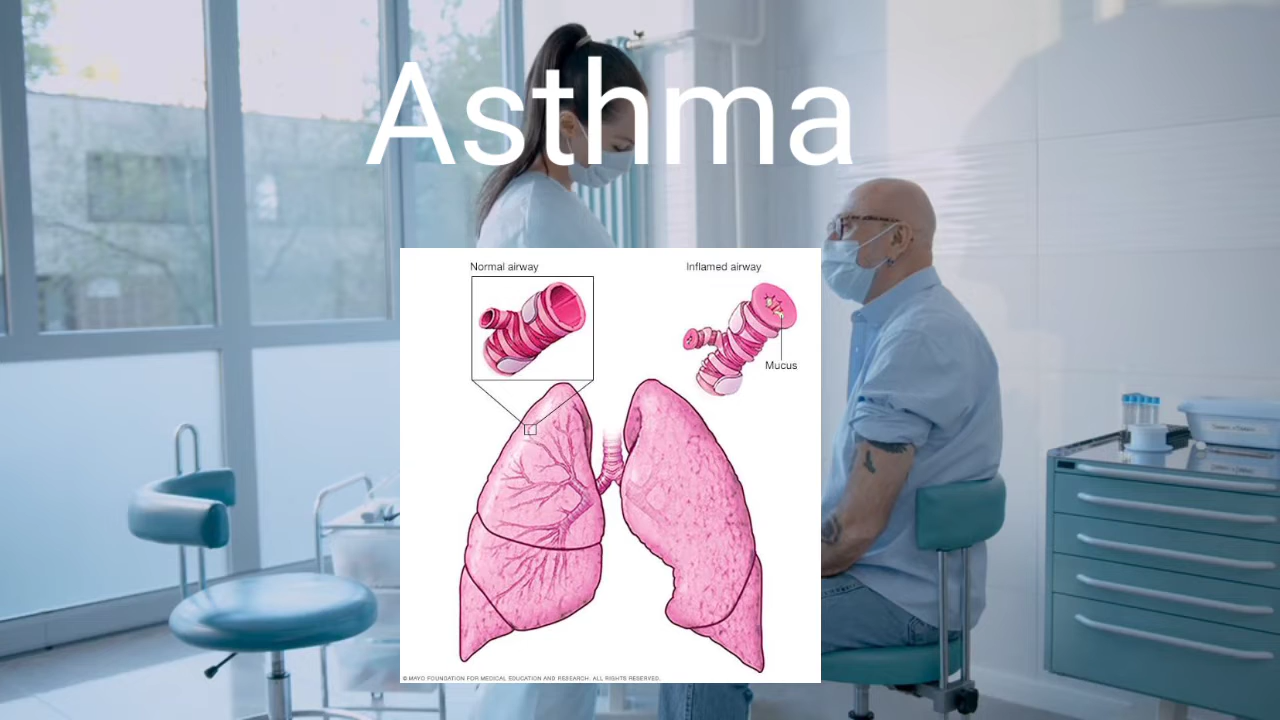 Asthma
Normal airway
Inflamed airway
Mucus
© MAYO FOUNDATION FOR MEDICAL EDUCATION AND RESEARCH. ALL RIGHTS RESERVED.